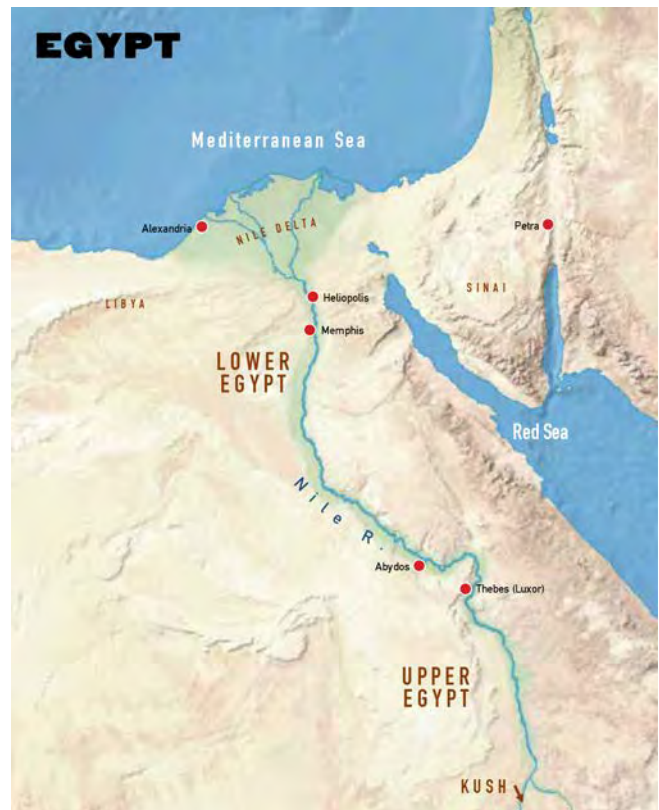 EGYPT
Mediterranean Sea
Alexandria
NILE DELTA
Petra
Heliopolis
SINAI
LIBYA
Memphis
LOWER
EGYPT
Red Sea
Nile R.
Abydos
Thebes (Luxor)
UPPER
EGYPT
KUSH